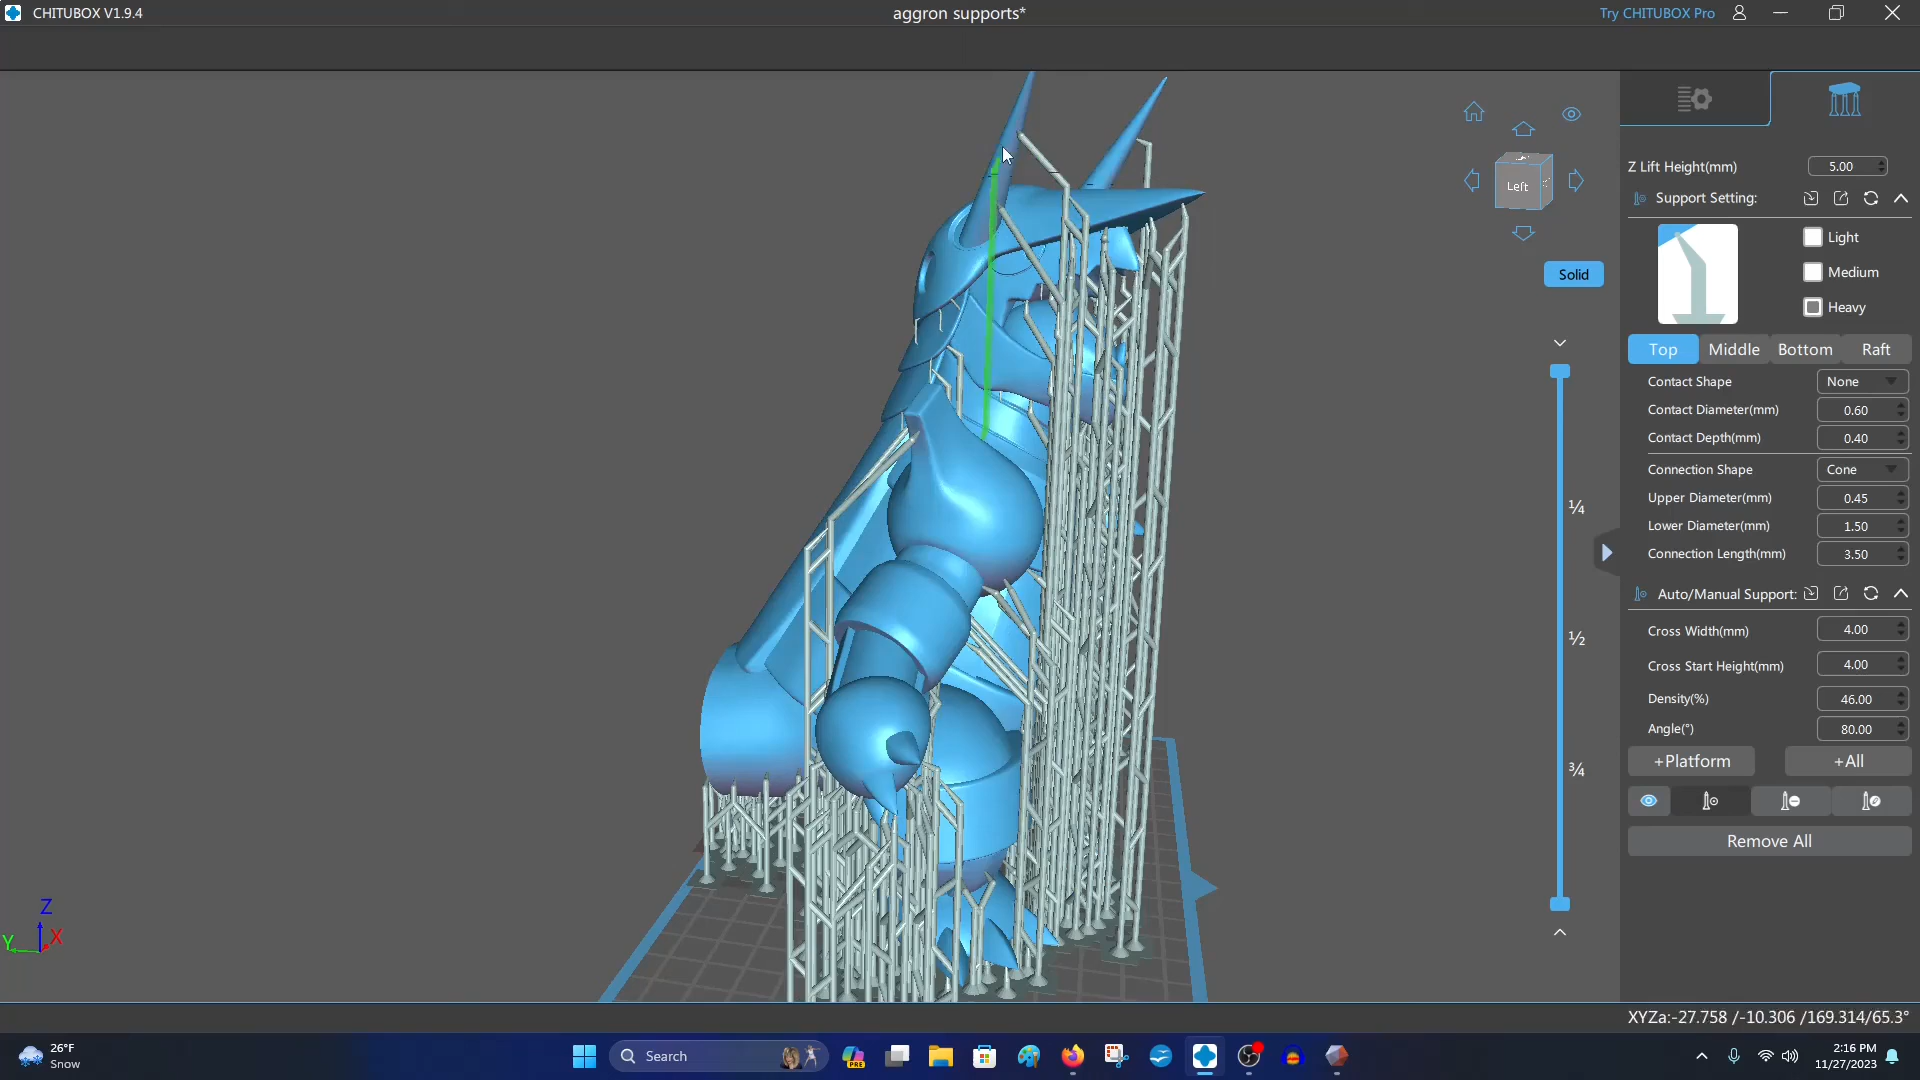 CHITUBOX V1.9.4
aggron supports*
Try CHITUBOX Pro
Left
Solid
¼
½
¾
Z Lift Height(mm) 5.00
Support Setting:
Light
Medium
Heavy
Top Middle Bottom Raft
Contact Shape None
Contact Diameter(mm) 0.60
Contact Depth(mm) 0.40
Connection Shape Cone
Upper Diameter(mm) 0.45
Lower Diameter(mm) 1.50
Connection Length(mm) 3.50
Auto/Manual Support:
Cross Width(mm) 4.00
Cross Start Height(mm) 4.00
Density(%) 46.00
Angle(°) 80.00
+Platform +All
Remove All
Z
Y X
XYZa:-27.758 /-10.306 /169.314/65.3°
26°F
Snow
Search
PRE
2:16 PM
11/27/2023